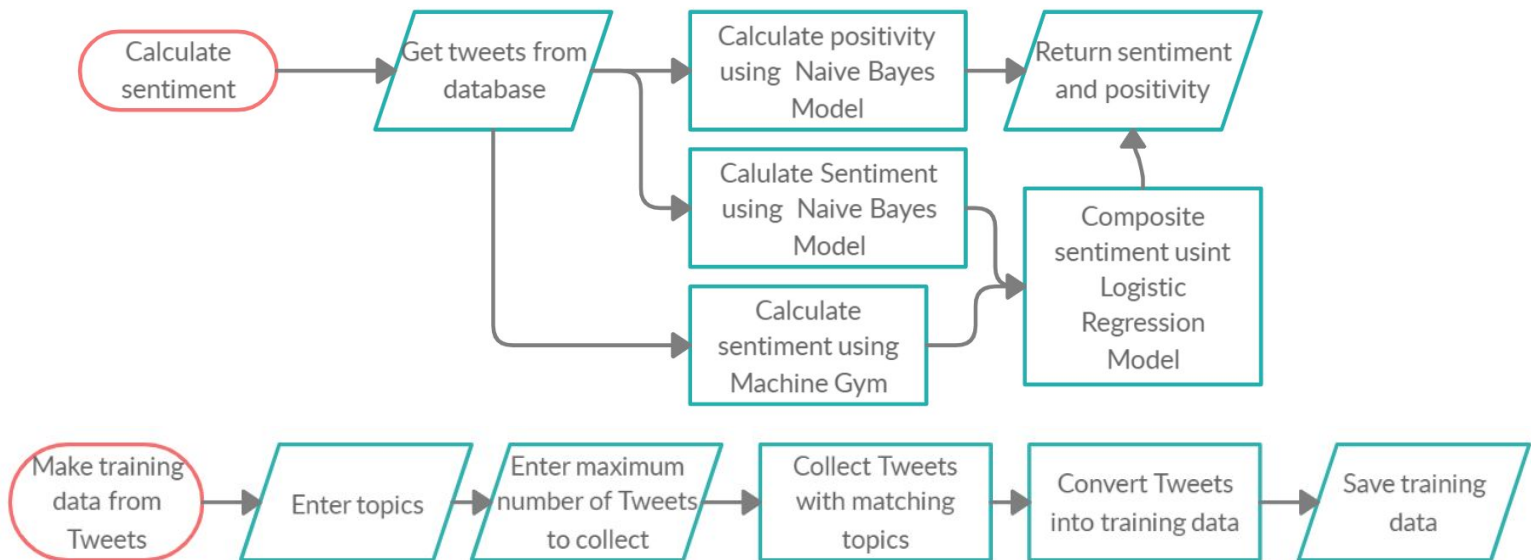 Calculate
sentiment
Get tweets from
database
Calculate positivity
using Naive Bayes
Model
Return sentiment
and positivity
Calulate Sentiment
using Naive Bayes
Model
Composite
sentiment usint
Logistic
Regression
Model
Calculate
sentiment using
Machine Gym
Make training
data from
Tweets
Enter topics
Enter maximum
number of Tweets
to collect
Collect Tweets
with matching
topics
Convert Tweets
into training data
Save training
data